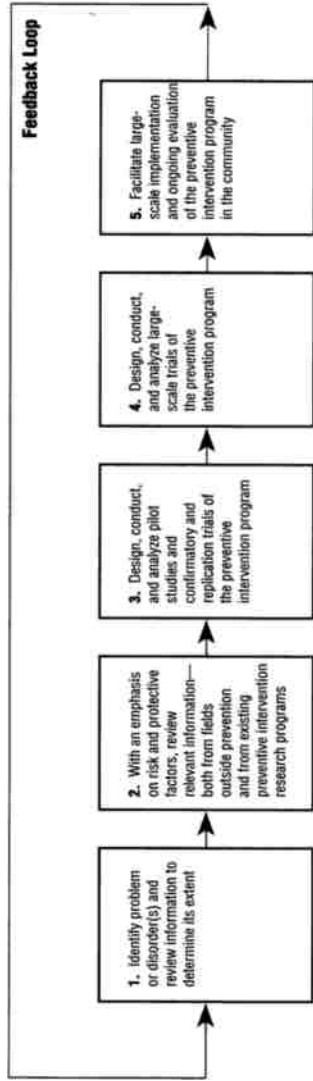 Feedback Loop
1. Identify problem
or disorder(s) and
review information to
determine its extent
2. With an emphasis
on risk and protective
factors, review
relevant information—
both from fields
outside prevention
and from existing
preventive intervention
research programs
3. Design, conduct,
and analyze pilot
studies and
confirmatory and
replication trials of
the preventive
intervention program
4. Design, conduct,
and analyze large-
scale trials of
the preventive
intervention program
5. Facilitate large-
scale implementation
and ongoing evaluation
of the preventive
intervention program
in the community